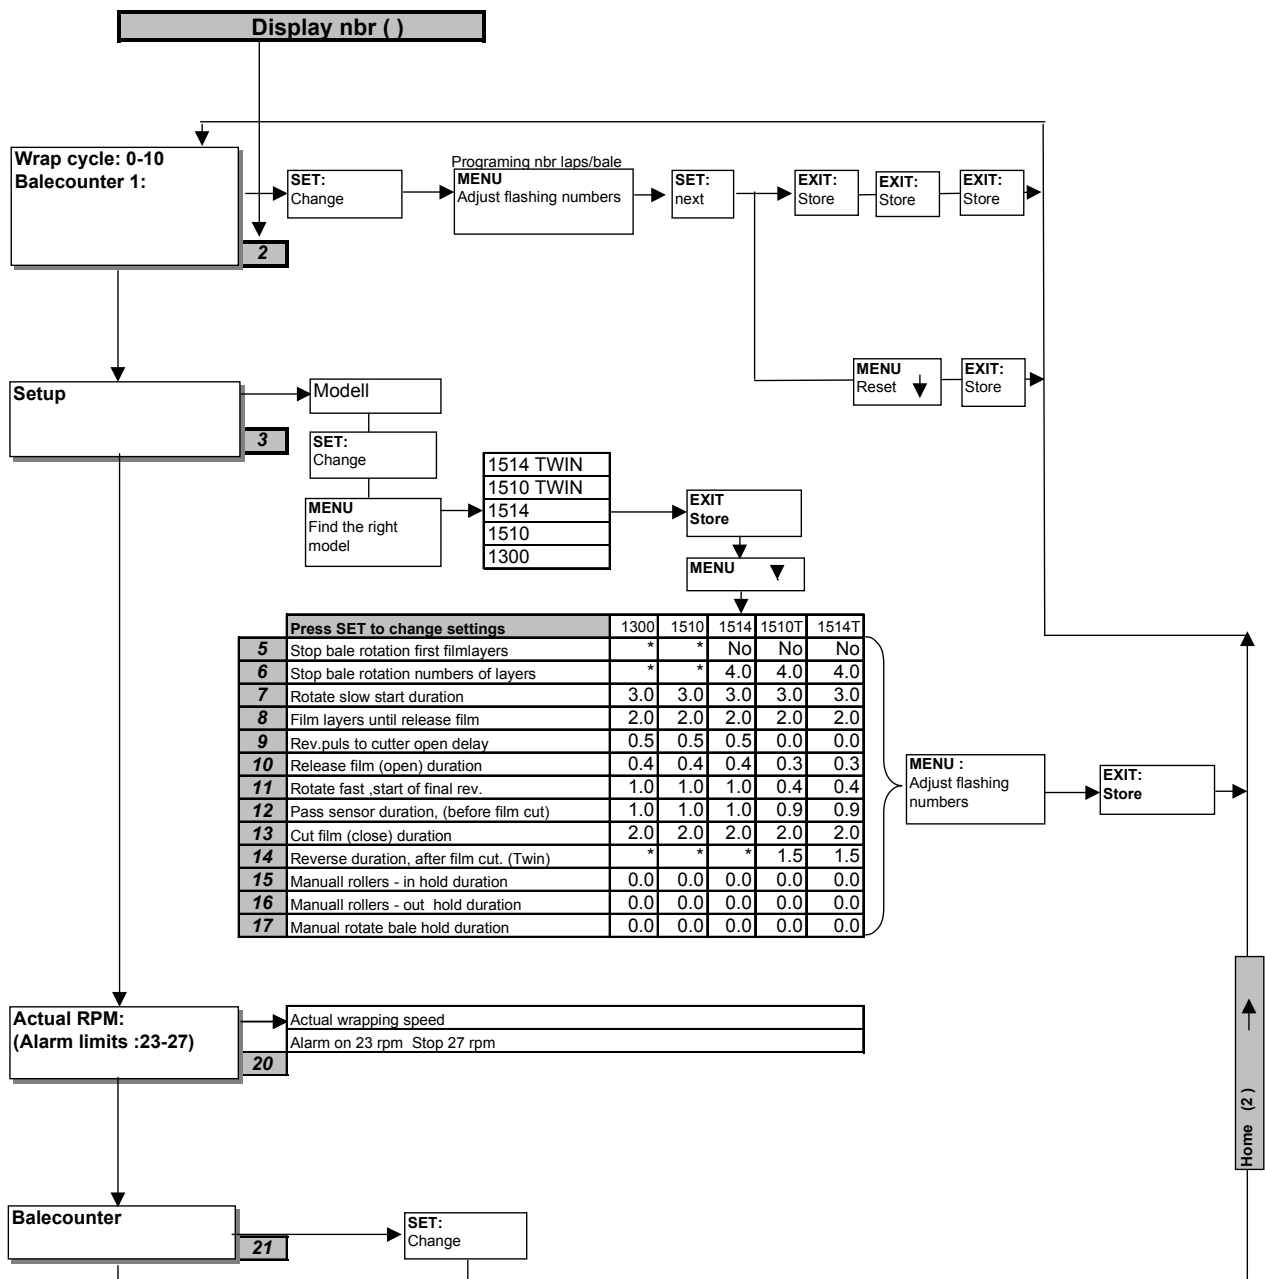 Display nbr ( )
Wrap cycle: 0-10
Balecounter 1:
2
SET:
Change
Programing nbr laps/bale
MENU
Adjust flashing numbers
SET:
next
EXIT:
Store
EXIT:
Store
EXIT:
Store
MENU
Reset
EXIT:
Store
Setup
3
Modell
SET:
Change
MENU
Find the right
model
1514 TWIN
1510 TWIN
1514
1510
1300
EXIT
Store
MENU
Press SET to change settings 1300 1510 1514 1510T 1514T
5 Stop bale rotation first filmlayers * * No No No
6 Stop bale rotation numbers of layers * * 4.0 4.0 4.0
7 Rotate slow start duration 3.0 3.0 3.0 3.0 3.0
8 Film layers until release film 2.0 2.0 2.0 2.0 2.0
9 Rev.puls to cutter open delay 0.5 0.5 0.5 0.0 0.0
10 Release film (open) duration 0.4 0.4 0.4 0.3 0.3
11 Rotate fast ,start of final rev. 1.0 1.0 1.0 0.4 0.4
12 Pass sensor duration, (before film cut) 1.0 1.0 1.0 0.9 0.9
13 Cut film (close) duration 2.0 2.0 2.0 2.0 2.0
14 Reverse duration, after film cut. (Twin) * * * 1.5 1.5
15 Manuall rollers - in hold duration 0.0 0.0 0.0 0.0 0.0
16 Manuall rollers - out hold duration 0.0 0.0 0.0 0.0 0.0
17 Manual rotate bale hold duration 0.0 0.0 0.0 0.0 0.0
MENU :
Adjust flashing
numbers
EXIT:
Store
Actual RPM:
(Alarm limits :23-27)
20
Actual wrapping speed
Alarm on 23 rpm Stop 27 rpm
Home (2 )
Balecounter
21
SET:
Change